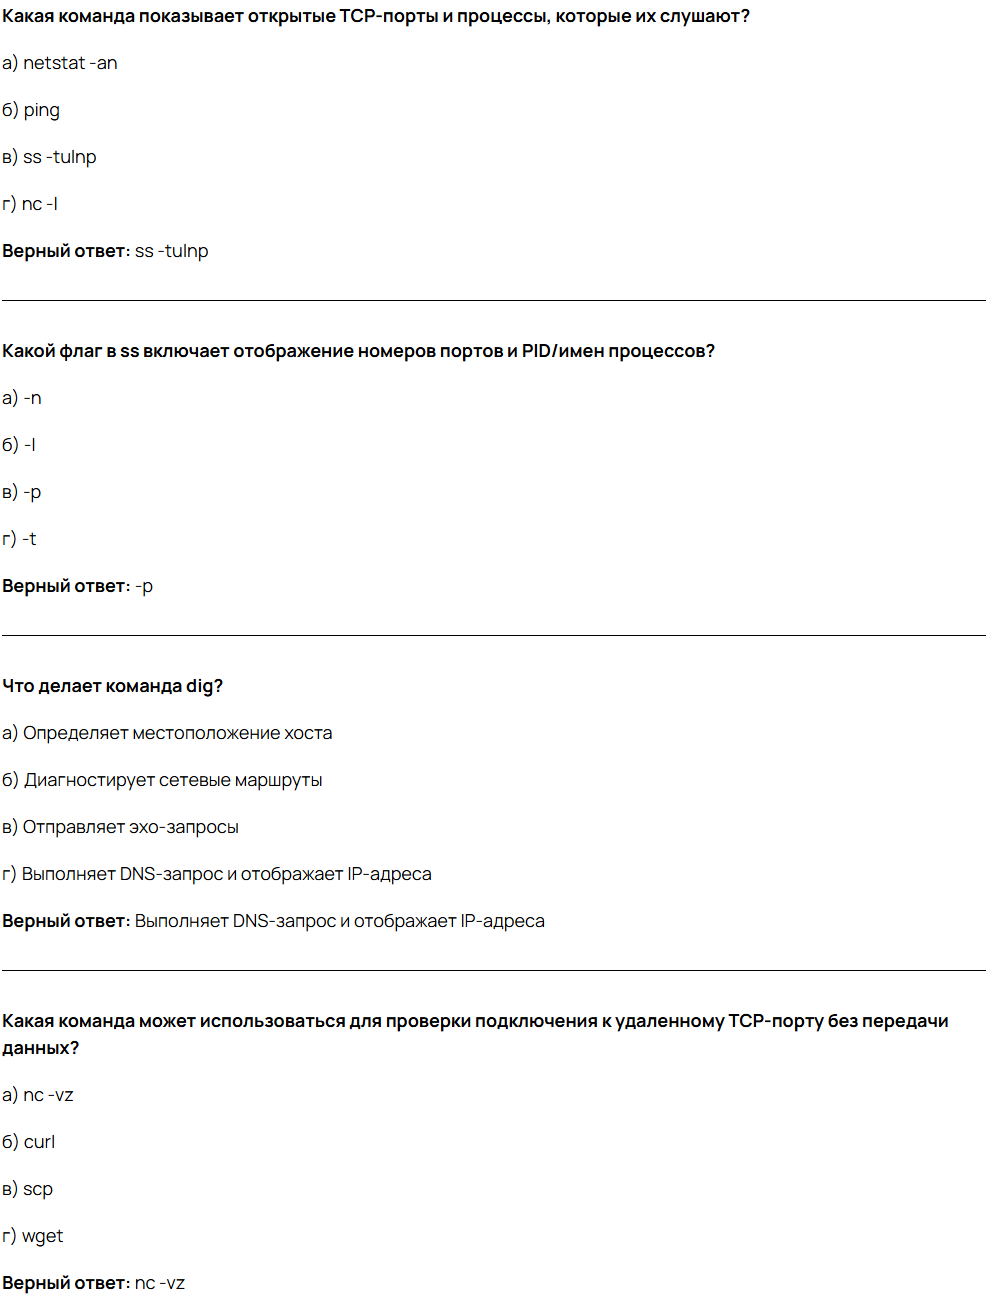 Какая команда показывает открытые TCP-порты и процессы, которые их слушают?
а) netstat -an
б) ping
в) ss -tulnp
г) nc -l
Верный ответ: ss -tulnp
Какой флаг в ss включает отображение номеров портов и PID/имен процессов?
а) -n
б) -l
в) -p
г) -t
Верный ответ: -p
Что делает команда dig?
а) Определяет местоположение хоста
б) Диагностирует сетевые маршруты
в) Отправляет эхо-запросы
г) Выполняет DNS-запрос и отображает IP-адреса
Верный ответ: Выполняет DNS-запрос и отображает IP-адреса
Какая команда может использоваться для проверки подключения к удаленному TCP-порту без передачи
данных?
а) nc -vz
б) curl
в) scp
г) wget
Верный ответ: nc -vz